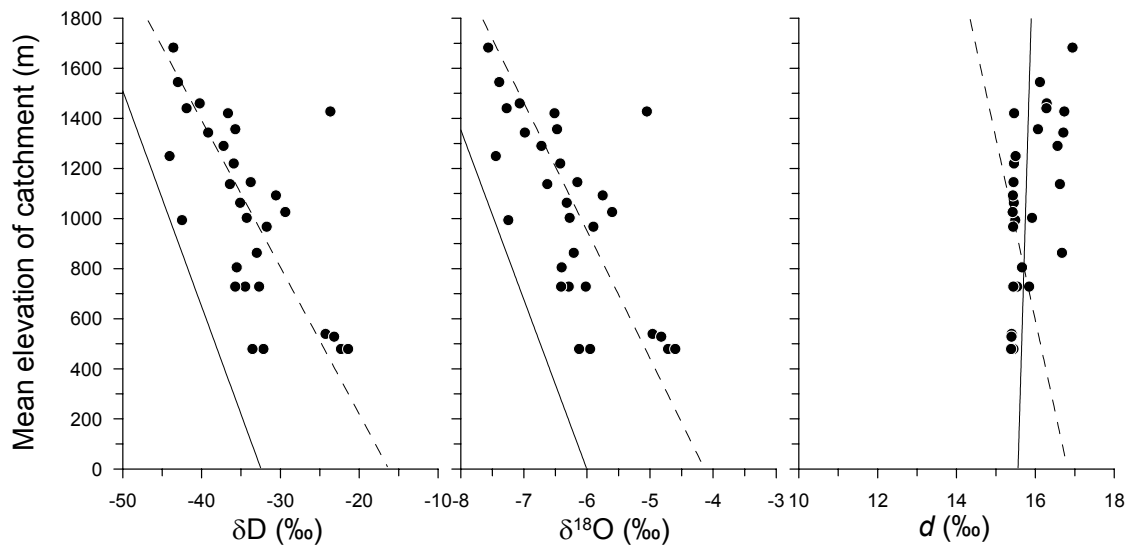 Mean elevation of catchment (m)
1800
1600
1400
1200
1000
800
600
400
200
0
-50 -40 -30 -20 -10
δD (‰)
-8 -7 -6 -5 -4 -3
δ¹⁸O (‰)
10 12 14 16 18
d (‰)